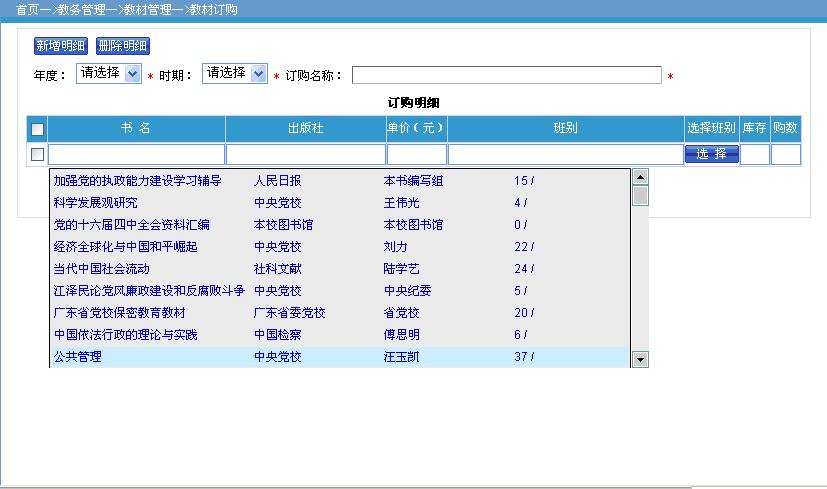 首页一>教务管理一>教材管理一>教材订购
新增明细 删除明细
年度： 请选择 * 时期： 请选择 * 订购名称： *
订购明细
书 名 出版社 单价（元） 班别 选择班别 库存 购数
选 择
加强党的执政能力建设学习辅导 人民日报 本书编写组 15 /
科学发展观研究 中央党校 王伟光 4 /
党的十六届四中全会资料汇编 本校图书馆 本校图书馆 0 /
经济全球化与中国和平崛起 中央党校 刘力 22 /
当代中国社会流动 社科文献 陆学艺 24 /
江泽民论党风廉政建设和反腐败斗争 中央党校 中央纪委 5 /
广东省党校保密教育教材 广东省委党校 省党校 20 /
中国依法行政的理论与实践 中国检察 傅思明 6 /
公共管理 中央党校 汪玉凯 37 /